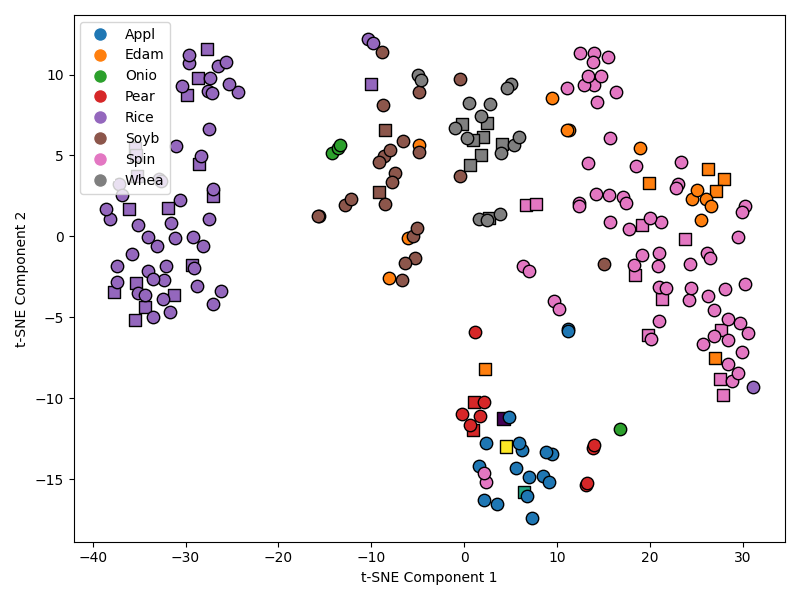 Appl
Edam
Onio
Pear
Rice
Soyb
Spin
Whea
10
5
0
−5
−10
−15
t-SNE Component 2
−40 −30 −20 −10 0 10 20 30
t-SNE Component 1